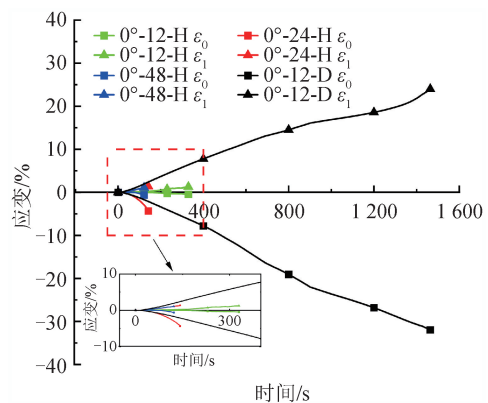 0°-12-H ε₀ 0°-24-H ε₀
0°-12-H ε₁ 0°-24-H ε₁
0°-48-H ε₀ 0°-12-D ε₀
0°-48-H ε₁ 0°-12-D ε₁
40
30
20
10
0
−10
−20
−30
−40
应变/%
0 400 800 1 200 1 600
时间/s
10
0
−10
应变/%
0 300
时间/s